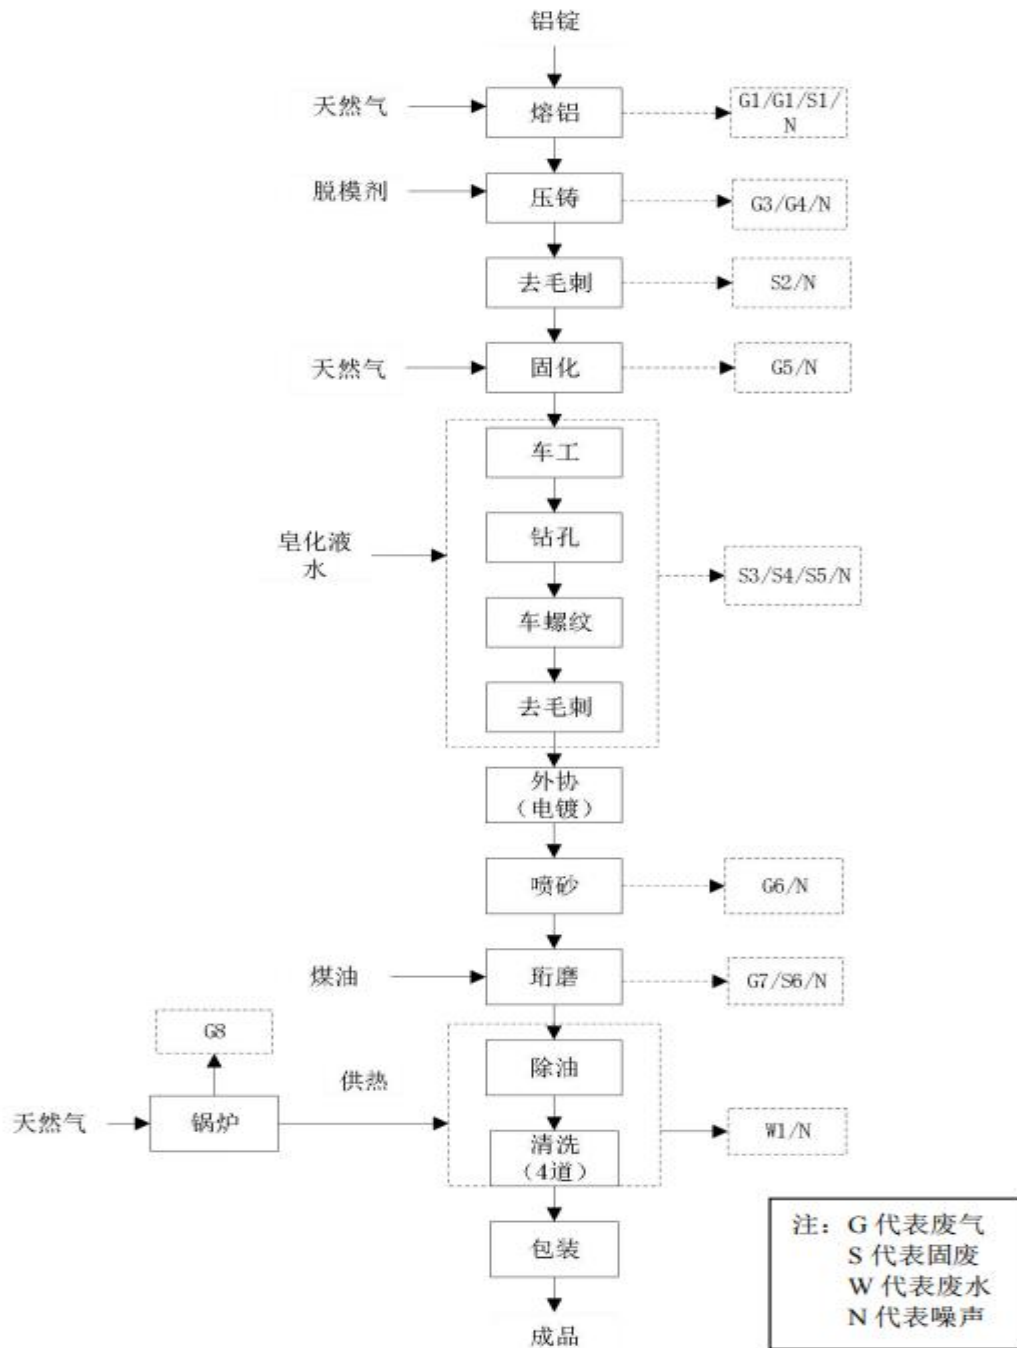 铝锭
天然气
熔铝
G1/G1/S1/
N
脱模剂
压铸
G3/G4/N
去毛刺
S2/N
天然气
固化
G5/N
车工
钻孔
皂化液
水
S3/S4/S5/N
车螺纹
去毛刺
外协
（电镀）
喷砂
G6/N
煤油
珩磨
G7/S6/N
G8
供热
除油
天然气
锅炉
W1/N
清洗
（4道）
包装
成品
注：G 代表废气
S 代表固废
W 代表废水
N 代表噪声